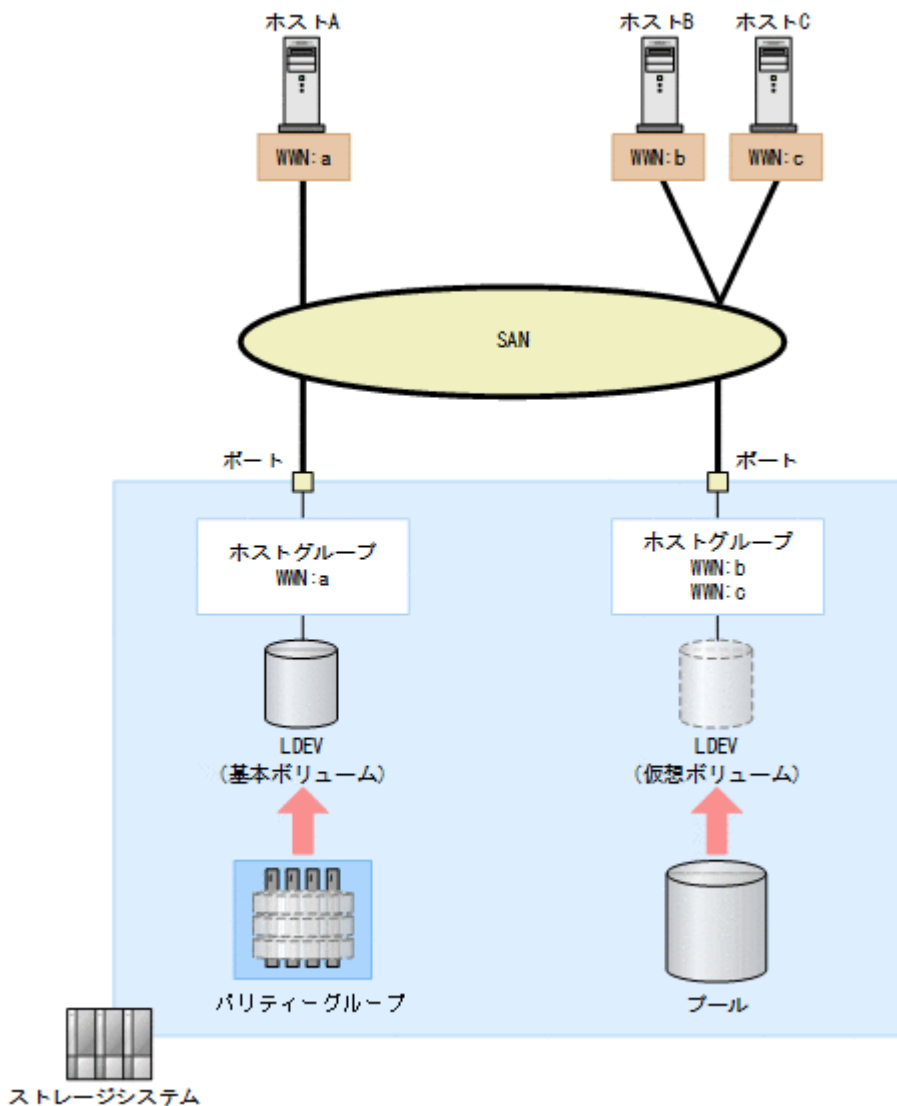 ホストA
ホストB
ホストC
WWN:a
WWN:b
WWN:c
SAN
ポート
ポート
ホストグループ
WWN:a
ホストグループ
WWN:b
WWN:c
LDEV
(基本ボリューム)
LDEV
(仮想ボリューム)
パリティーグループ
プール
ストレージシステム